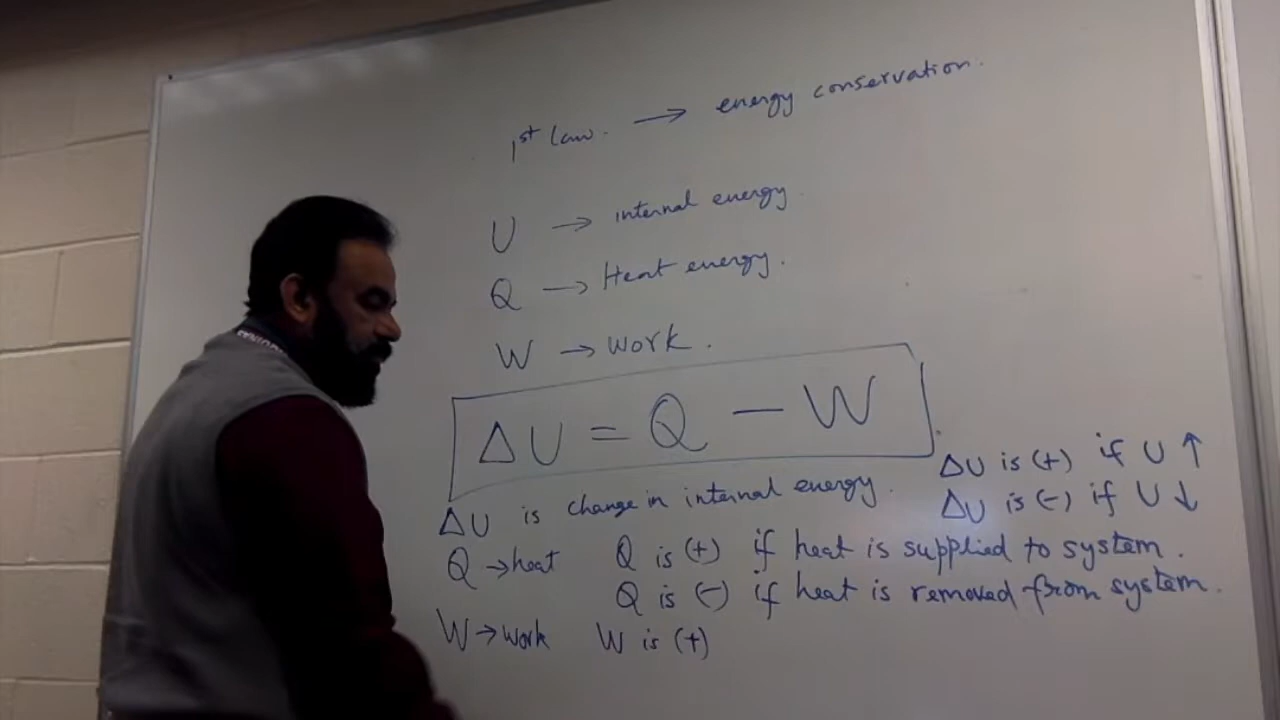 1st law. → energy conservation.
U → internal energy.
Q → Heat energy.
W → work.
ΔU = Q - W
ΔU is (+) if U ↑
ΔU is (-) if U ↓
ΔU is change in internal energy.
Q → heat Q is (+) if heat is supplied to system.
Q is (-) if heat is removed from system.
W → work W is (+)